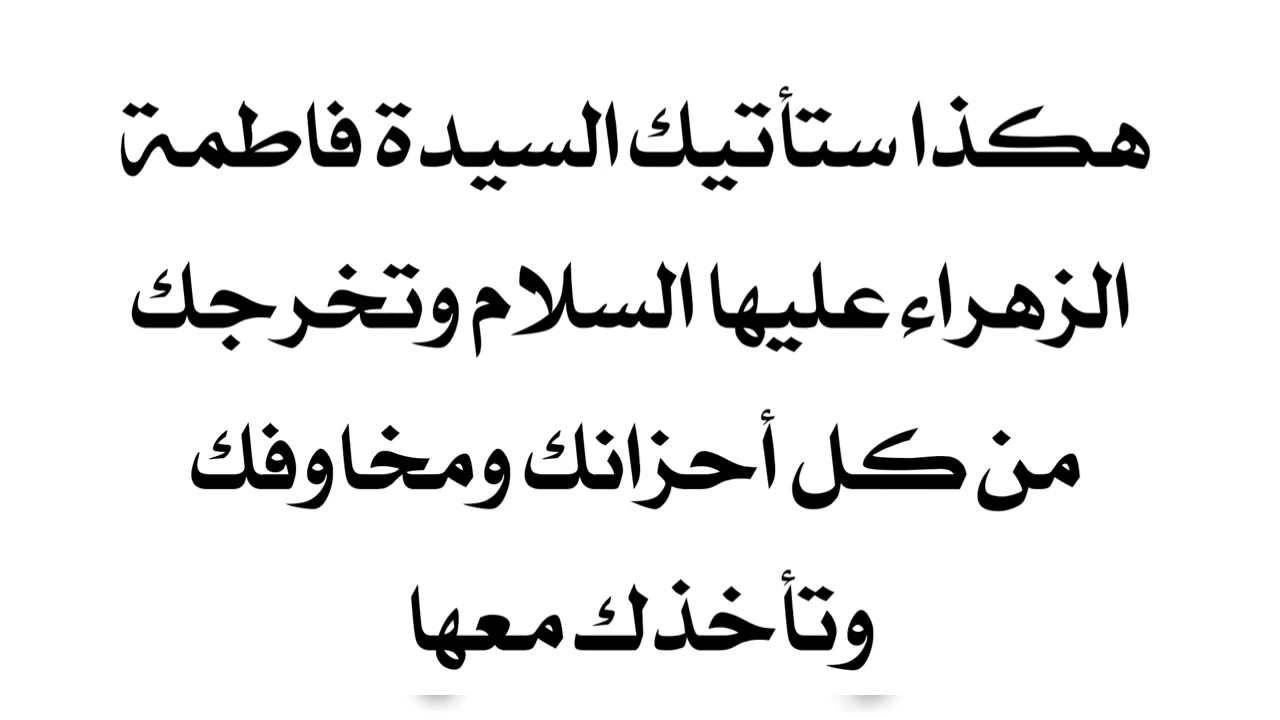 هكذا ستأتيك السيدة فاطمة
الزهراء عليها السلام وتخرجك
من كل أحزانك ومخاوفك
وتأخذك معها